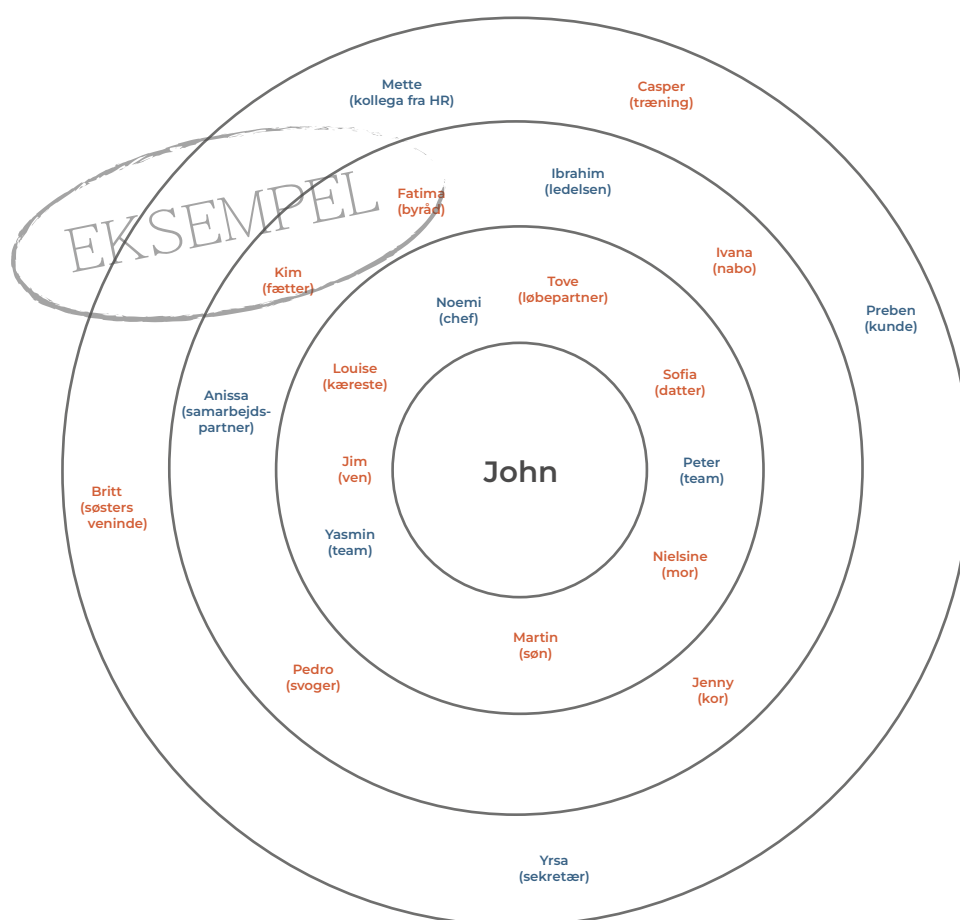 Mette
(kollega fra HR)
Casper
(træning)
EKSEMPEL
Fatima
(byråd)
Ibrahim
(ledelsen)
Ivana
(nabo)
Kim
(fætter)
Tove
(løbepartner)
Noemi
(chef)
Preben
(kunde)
Louise
(kæreste)
Sofia
(datter)
Anissa
(samarbejds-
partner)
Jim
(ven)
John
Peter
(team)
Britt
(søsters
veninde)
Yasmin
(team)
Nielsine
(mor)
Martin
(søn)
Pedro
(svoger)
Jenny
(kor)
Yrsa
(sekretær)